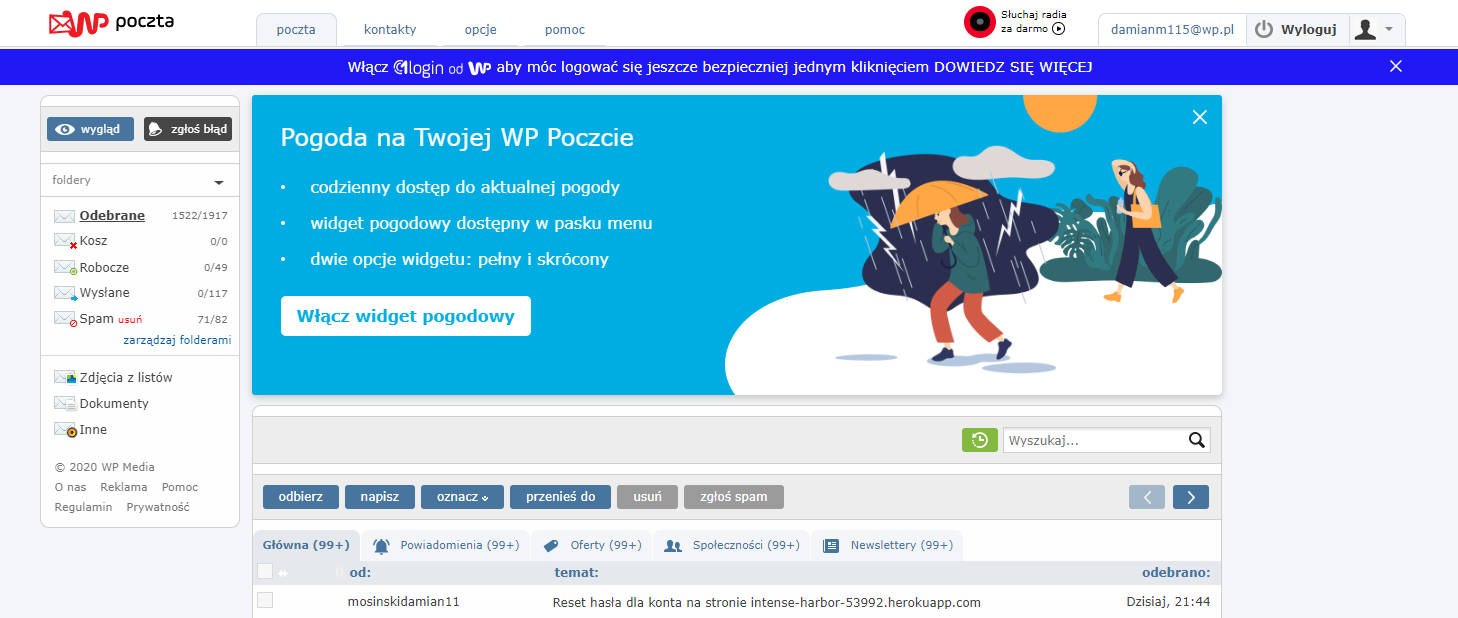 WP poczta
poczta
kontakty
opcje
pomoc
Słuchaj radia
za darmo
damianm115@wp.pl
Wyloguj
Włącz 1login od WP aby móc logować się jeszcze bezpieczniej jednym kliknięciem DOWIEDZ SIĘ WIĘCEJ
wygląd
zgłoś błąd
foldery
Odebrane 1522/1917
Kosz 0/0
Robocze 0/49
Wysłane 0/117
Spam usuń 71/82
zarządzaj folderami
Zdjęcia z listów
Dokumenty
Inne
© 2020 WP Media
O nas Reklama Pomoc
Regulamin Prywatność
Pogoda na Twojej WP Poczcie
• codzienny dostęp do aktualnej pogody
• widget pogodowy dostępny w pasku menu
• dwie opcje widgetu: pełny i skrócony
Włącz widget pogodowy
Wyszukaj...
odbierz
napisz
oznacz
przenieś do
usuń
zgłoś spam
Główna (99+)
Powiadomienia (99+)
Oferty (99+)
Społeczności (99+)
Newslettery (99+)
od: temat: odebrano:
mosinskidamian11 Reset hasła dla konta na stronie intense-harbor-53992.herokuapp.com Dzisiaj, 21:44